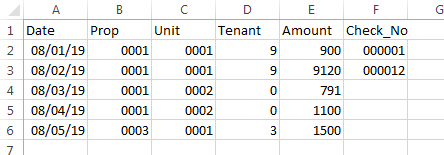 A B C D E F G
1 Date Prop Unit Tenant Amount Check_No
2 08/01/19 0001 0001 9 900 000001
3 08/02/19 0001 0001 9 9120 000012
4 08/03/19 0001 0002 0 791
5 08/04/19 0001 0002 0 1100
6 08/05/19 0003 0001 3 1500
7